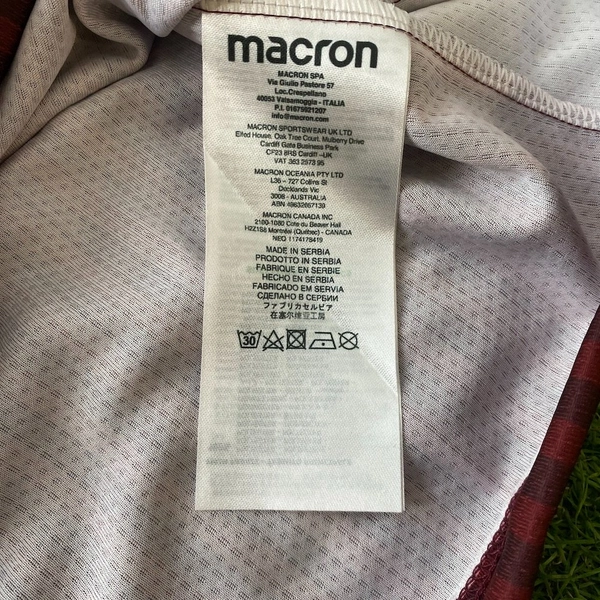 macron
MACRON SPA
Via Giulio Pastore 57
Loc.Crespellano
40053 Valsamoggia - ITALIA
P.I. 01679921207
info@macron.com
MACRON SPORTSWEAR UK LTD
Elfed House, Oak Tree Court, Mulberry Drive
Cardiff Gate Business Park
CF23 8RS Cardiff -UK
VAT 363 2973 95
MACRON OCEANIA PTY LTD
L36 – 727 Collins St
Docklands Vic
3008 - AUSTRALIA
ABN 49632667139
MACRON CANADA INC
2100-1080 Cote du Beaver Hall
H2Z1S8 Montréal (Québec) - CANADA
NEQ 1174178419
MADE IN SERBIA
PRODOTTO IN SERBIA
FABRIQUE EN SERBIE
HECHO EN SERBIA
FABRICADO EM SERVIA
СДЕЛАНО В СЕРБИИ
ファブリカセルビア
在塞尔维亚工房
30